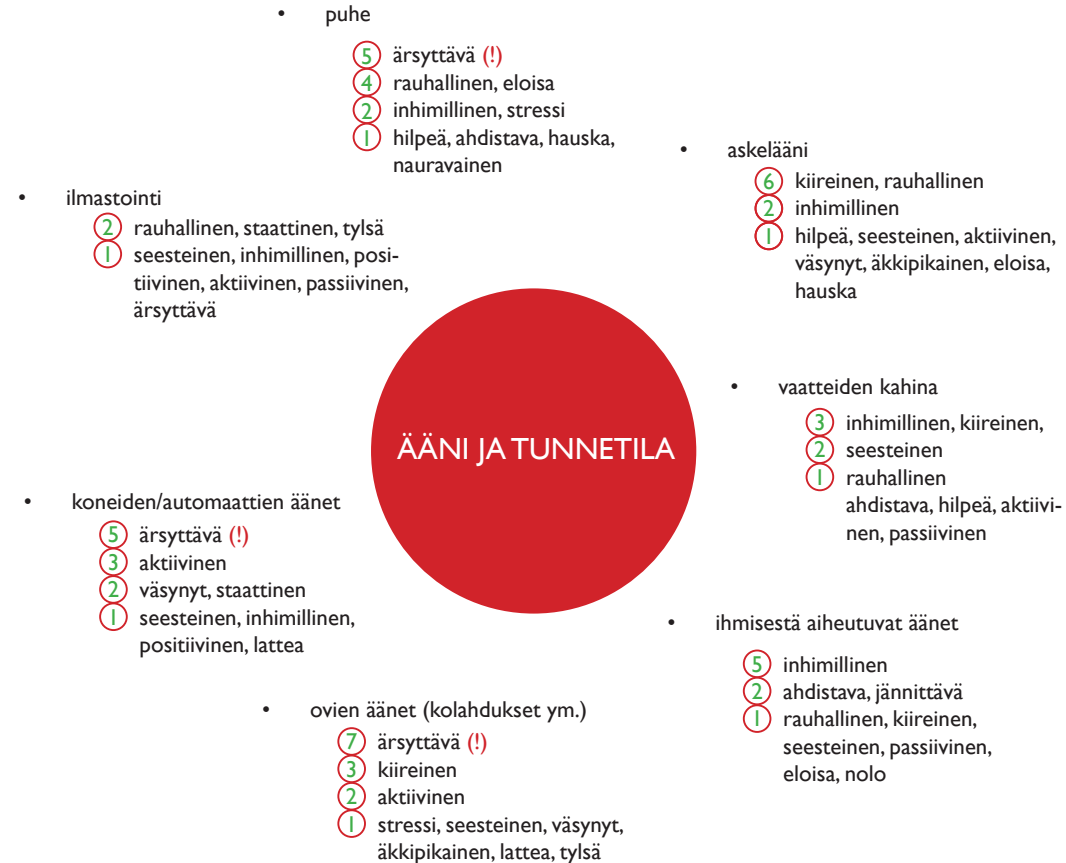 • puhe
5 ärsyttävä (!)
4 rauhallinen, eloisa
2 inhimillinen, stressi
1 hilpeä, ahdistava, hauska,
nauravainen
• askelääni
6 kiireinen, rauhallinen
2 inhimillinen
1 hilpeä, seesteinen, aktiivinen,
väsynyt, äkkipikainen, eloisa,
hauska
• ilmastointi
2 rauhallinen, staattinen, tylsä
1 seesteinen, inhimillinen, posi-
tiivinen, aktiivinen, passiivinen,
ärsyttävä
ÄÄNI JA TUNNETILA
• vaatteiden kahina
3 inhimillinen, kiireinen,
2 seesteinen
1 rauhallinen
ahdistava, hilpeä, aktiivi-
nen, passiivinen
• koneiden/automaattien äänet
5 ärsyttävä (!)
3 aktiivinen
2 väsynyt, staattinen
1 seesteinen, inhimillinen,
positiivinen, lattea
• ihmisestä aiheutuvat äänet
5 inhimillinen
2 ahdistava, jännittävä
1 rauhallinen, kiireinen,
seesteinen, passiivinen,
eloisa, nolo
• ovien äänet (kolahdukset ym.)
7 ärsyttävä (!)
3 kiireinen
2 aktiivinen
1 stressi, seesteinen, väsynyt,
äkkipikainen, lattea, tylsä